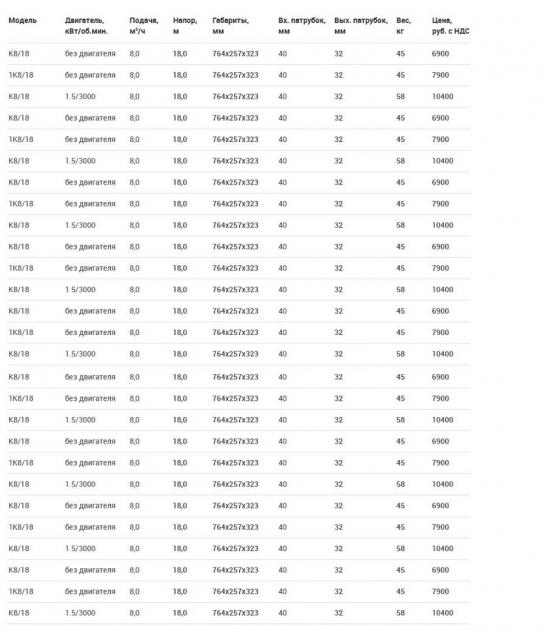 Модель Двигатель, Подача, Напор, Габариты, Вх. патрубок, Вых. патрубок, Вес, Цена,
кВт/об.мин. м³/ч м мм мм мм кг руб. с НДС
К8/18 без двигателя 8,0 18,0 764х257х323 40 32 45 6900
1К8/18 без двигателя 8,0 18,0 764х257х323 40 32 45 7900
К8/18 1.5/3000 8,0 18,0 764х257х323 40 32 58 10400
К8/18 без двигателя 8,0 18,0 764х257х323 40 32 45 6900
1К8/18 без двигателя 8,0 18,0 764х257х323 40 32 45 7900
К8/18 1.5/3000 8,0 18,0 764х257х323 40 32 58 10400
К8/18 без двигателя 8,0 18,0 764х257х323 40 32 45 6900
1К8/18 без двигателя 8,0 18,0 764х257х323 40 32 45 7900
К8/18 1.5/3000 8,0 18,0 764х257х323 40 32 58 10400
К8/18 без двигателя 8,0 18,0 764х257х323 40 32 45 6900
1К8/18 без двигателя 8,0 18,0 764х257х323 40 32 45 7900
К8/18 1.5/3000 8,0 18,0 764х257х323 40 32 58 10400
К8/18 без двигателя 8,0 18,0 764х257х323 40 32 45 6900
1К8/18 без двигателя 8,0 18,0 764х257х323 40 32 45 7900
К8/18 1.5/3000 8,0 18,0 764х257х323 40 32 58 10400
К8/18 без двигателя 8,0 18,0 764х257х323 40 32 45 6900
1К8/18 без двигателя 8,0 18,0 764х257х323 40 32 45 7900
К8/18 1.5/3000 8,0 18,0 764х257х323 40 32 58 10400
К8/18 без двигателя 8,0 18,0 764х257х323 40 32 45 6900
1К8/18 без двигателя 8,0 18,0 764х257х323 40 32 45 7900
К8/18 1.5/3000 8,0 18,0 764х257х323 40 32 58 10400
К8/18 без двигателя 8,0 18,0 764х257х323 40 32 45 6900
1К8/18 без двигателя 8,0 18,0 764х257х323 40 32 45 7900
К8/18 1.5/3000 8,0 18,0 764х257х323 40 32 58 10400
К8/18 без двигателя 8,0 18,0 764х257х323 40 32 45 6900
1К8/18 без двигателя 8,0 18,0 764х257х323 40 32 45 7900
К8/18 1.5/3000 8,0 18,0 764х257х323 40 32 58 10400